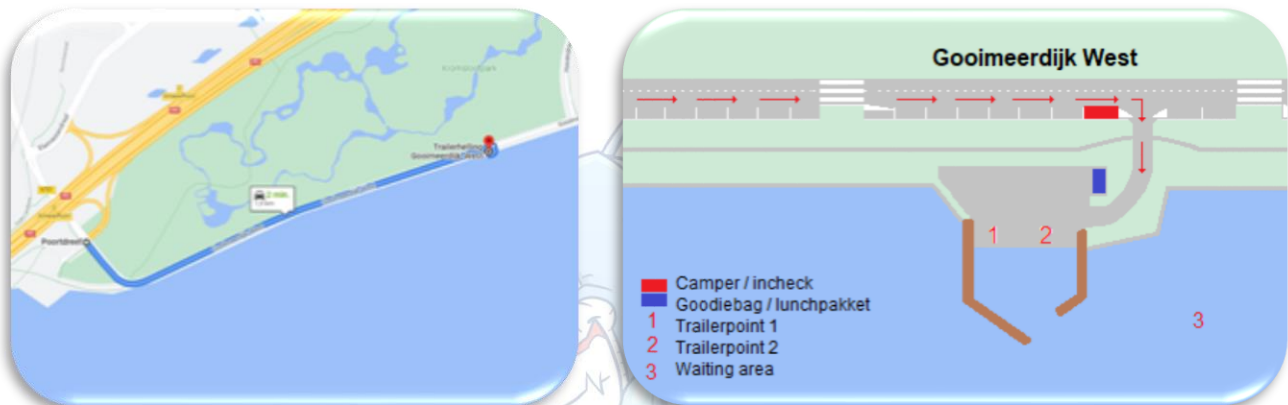 Kromslootpark
Trailerhelling
Gooimeerdijk West
2 min.
Poortdreef
Gooimeerdijk West
Camper / incheck
Goodiebag / lunchpakket
1 Trailerpoint 1
2 Trailerpoint 2
3 Waiting area
1
2
3